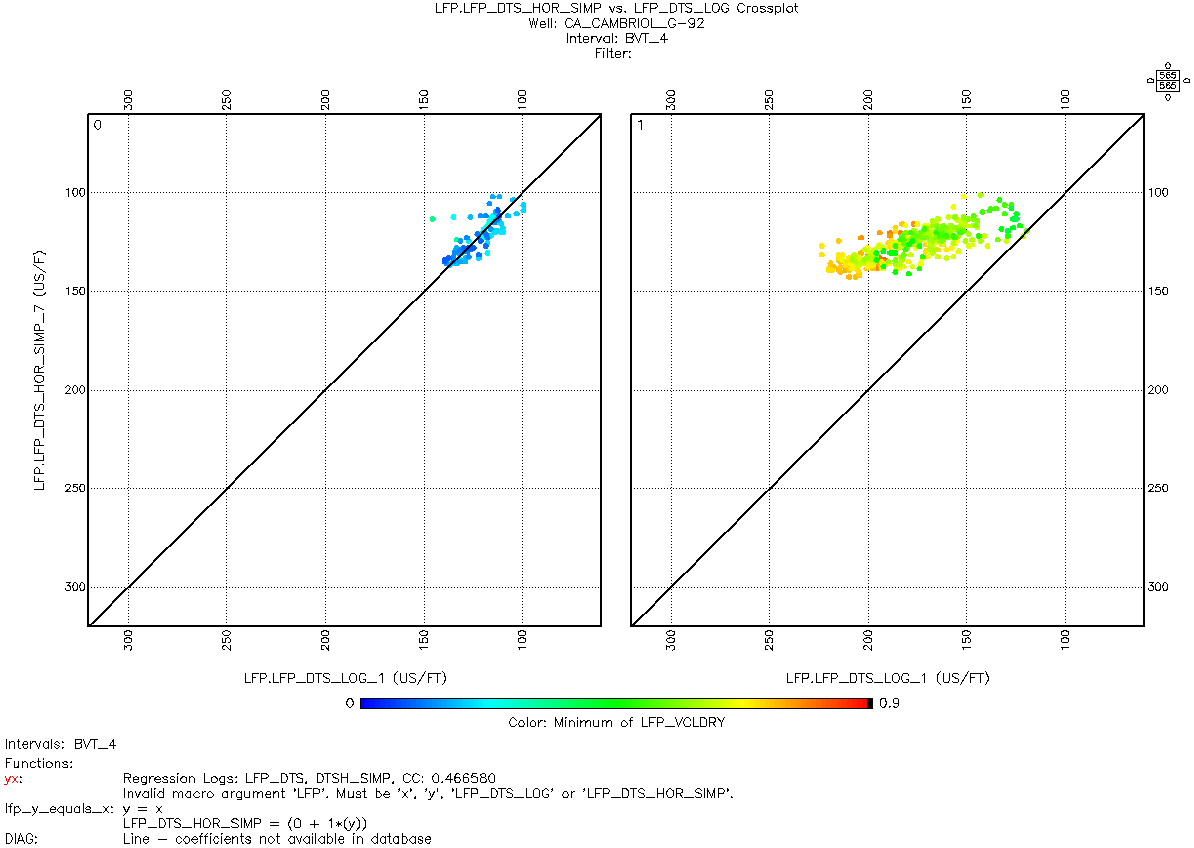 LFP.LFP_DTS_HOR_SIMP vs. LFP_DTS_LOG Crossplot
Well: CA_CAMBRIOL_G-92
Interval: BVT_4
Filter:
0
565
0 0
565
0
300 250 200 150 100 300 250 200 150 100
0 1
100 100
150 150
200 200
250 250
300 300
LFP.LFP_DTS_HOR_SIMP_7 (US/F)
300 250 200 150 100 300 250 200 150 100
LFP.LFP_DTS_LOG_1 (US/FT) LFP.LFP_DTS_LOG_1 (US/FT)
0 0.9
Color: Minimum of LFP_VCLDRY
Intervals: BVT_4
Functions:
yx: Regression Logs: LFP_DTS, DTSH_SIMP, CC: 0.466580
Invalid macro argument 'LFP'. Must be 'x', 'y', 'LFP_DTS_LOG' or 'LFP_DTS_HOR_SIMP'.
lfp_y_equals_x: y = x
LFP_DTS_HOR_SIMP = (0 + 1*(y))
DIAG: Line - coefficients not available in database